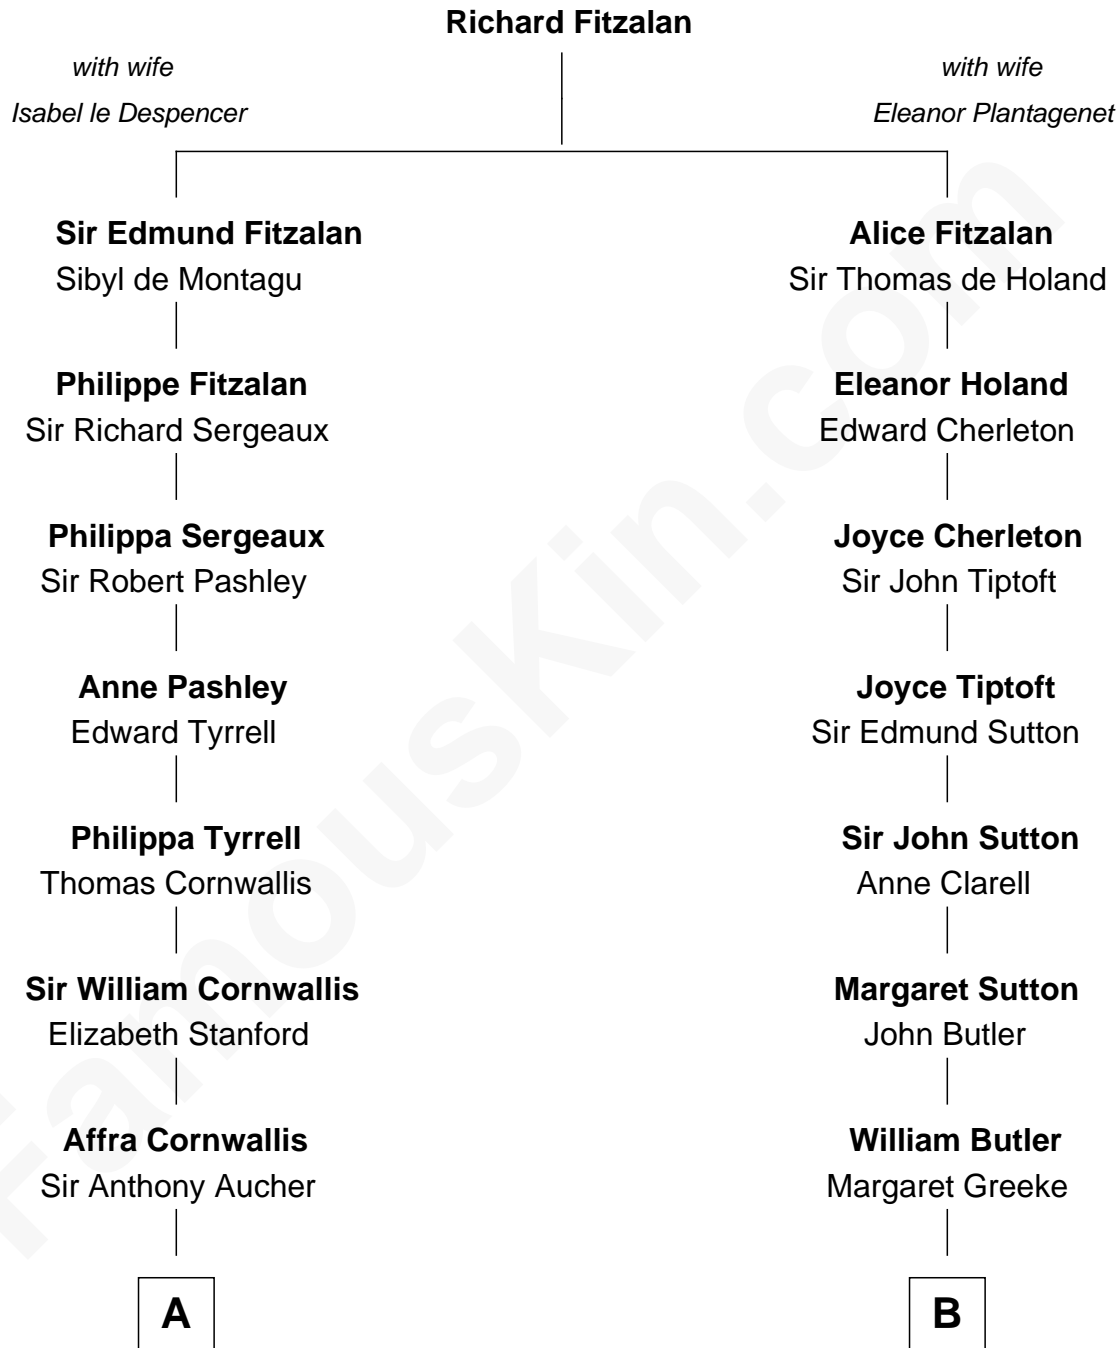 Richard Fitzalan
with wife
Isabel le Despencer
with wife
Eleanor Plantagenet
Sir Edmund Fitzalan
Sibyl de Montagu
Alice Fitzalan
Sir Thomas de Holand
Philippe Fitzalan
Sir Richard Sergeaux
Eleanor Holand
Edward Cherleton
Philippa Sergeaux
Sir Robert Pashley
Joyce Cherleton
Sir John Tiptoft
Anne Pashley
Edward Tyrrell
Joyce Tiptoft
Sir Edmund Sutton
Philippa Tyrrell
Thomas Cornwallis
Sir John Sutton
Anne Clarell
Sir William Cornwallis
Elizabeth Stanford
Margaret Sutton
John Butler
Affra Cornwallis
Sir Anthony Aucher
William Butler
Margaret Greeke
A
B
FamousKin.com